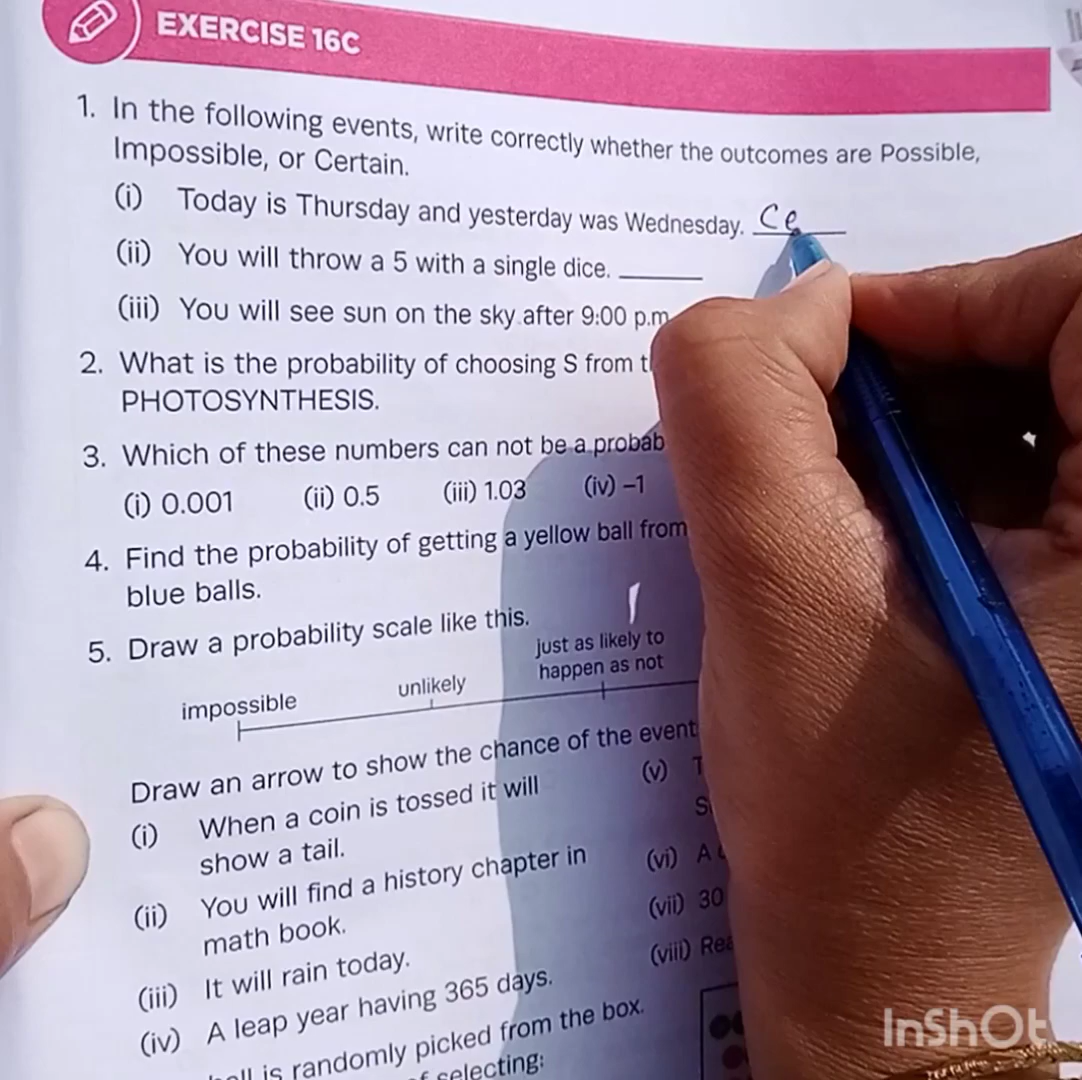 EXERCISE 16C
1. In the following events, write correctly whether the outcomes are Possible,
Impossible, or Certain.
(i) Today is Thursday and yesterday was Wednesday. Ce
(ii) You will throw a 5 with a single dice.
(iii) You will see sun on the sky after 9:00 p.m
2. What is the probability of choosing S from
PHOTOSYNTHESIS.
3. Which of these numbers can not be a
(i) 0.001 (ii) 0.5 (iii) 1.03 (iv) –1
4. Find the probability of getting a yellow ball from
blue balls.
5. Draw a probability scale like this.
just as likely to
happen as not
unlikely
impossible
Draw an arrow to show the chance of the
(i) When a coin is tossed it will
show a tail.
(ii) You will find a history chapter in
math book.
(iii) It will rain today.
(iv) A leap year having 365 days.
(v)
(vi) A
(vii) 30
(viii)
is randomly picked from the box.
selecting:
InShOt